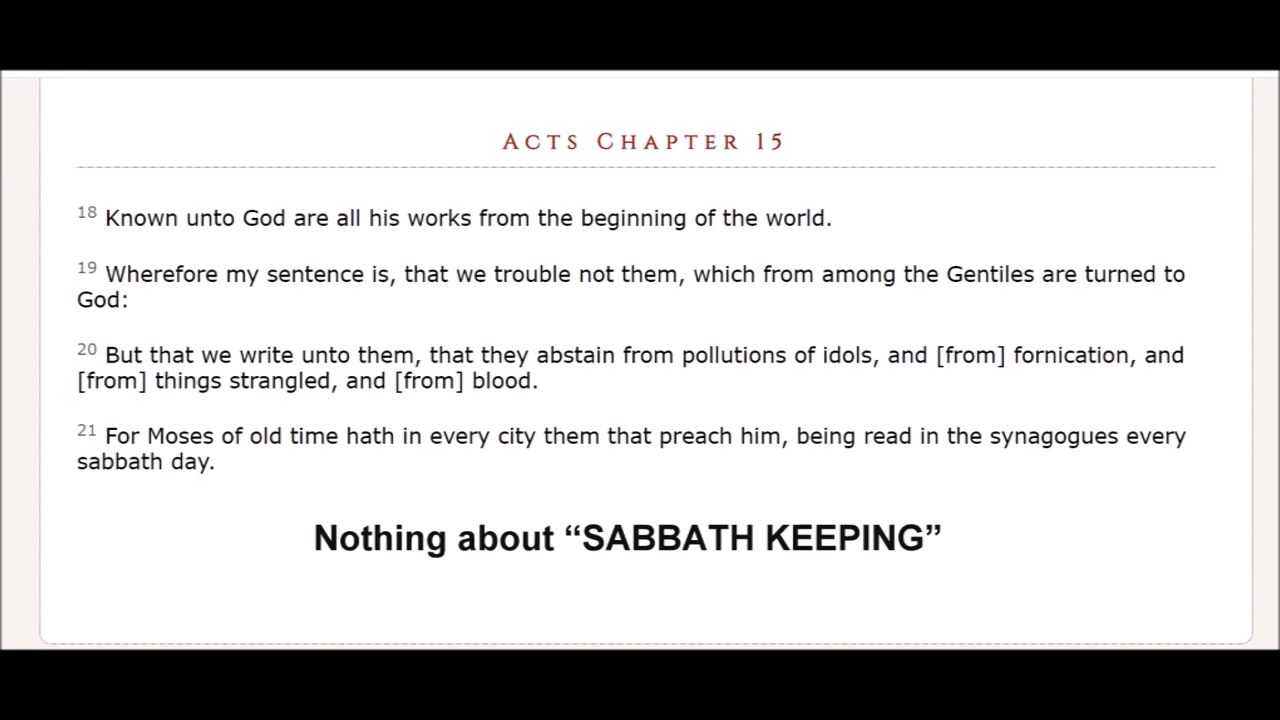 ACTS CHAPTER 15
18 Known unto God are all his works from the beginning of the world.
19 Wherefore my sentence is, that we trouble not them, which from among the Gentiles are turned to
God:
20 But that we write unto them, that they abstain from pollutions of idols, and [from] fornication, and
[from] things strangled, and [from] blood.
21 For Moses of old time hath in every city them that preach him, being read in the synagogues every
sabbath day.
Nothing about “SABBATH KEEPING”